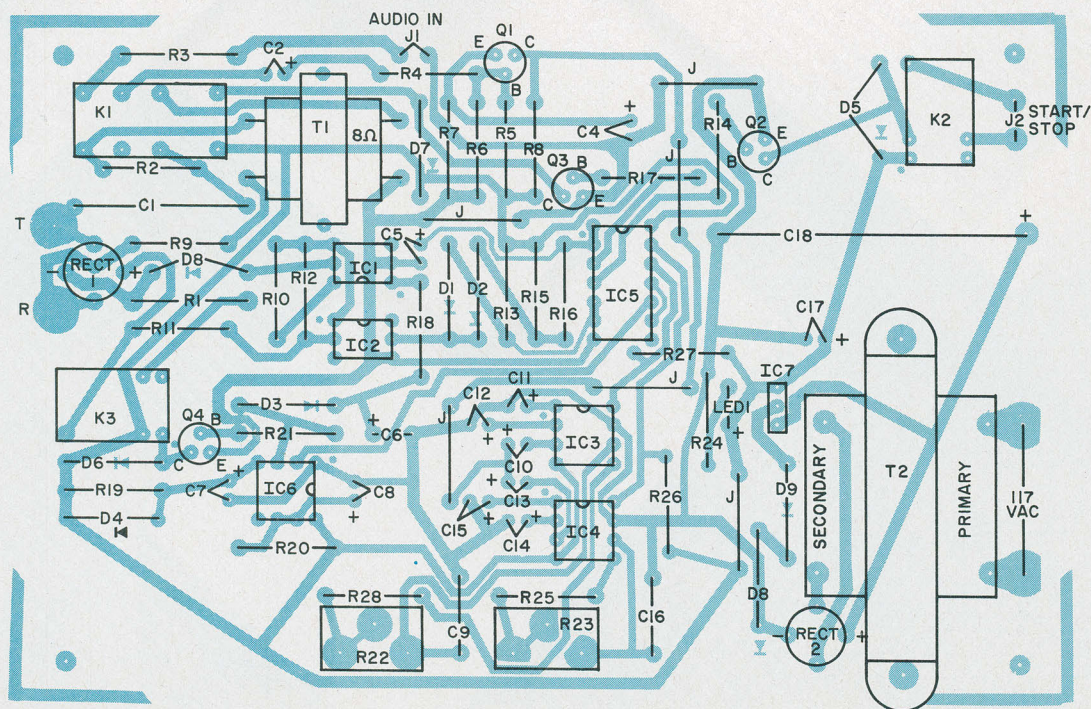 AUDIO IN
J1
Q1
E C
B
R3
C2 +
R4
K1
T1
8Ω
D7
R7
R6
R5
R8
+
C4
J
R14
Q2
E
B
C
D5
K2
J2
START/
STOP
R2
Q3 B
C E
R17
J
C1
J
T
R
RECT
1
- +
R9
D8
R1
R11
R10
R12
IC1
C5 +
IC2
R18
D1
D2
R13
R15
R16
IC5
C18
+
C17
+
R27
J
IC7
K3
D3
Q4 B
C E
R21
D6
R19
D4
C7 +
IC6
C8
+
+
-C6-
J
C12
+
C11
+
IC3
+
C10
C13
+
C15
+
C14
+
IC4
R24
LED1
+
J
R26
D9
D8
R20
R28
R22
C9
R25
R23
C16
RECT
2
- +
SECONDARY
T2
PRIMARY
117
VAC